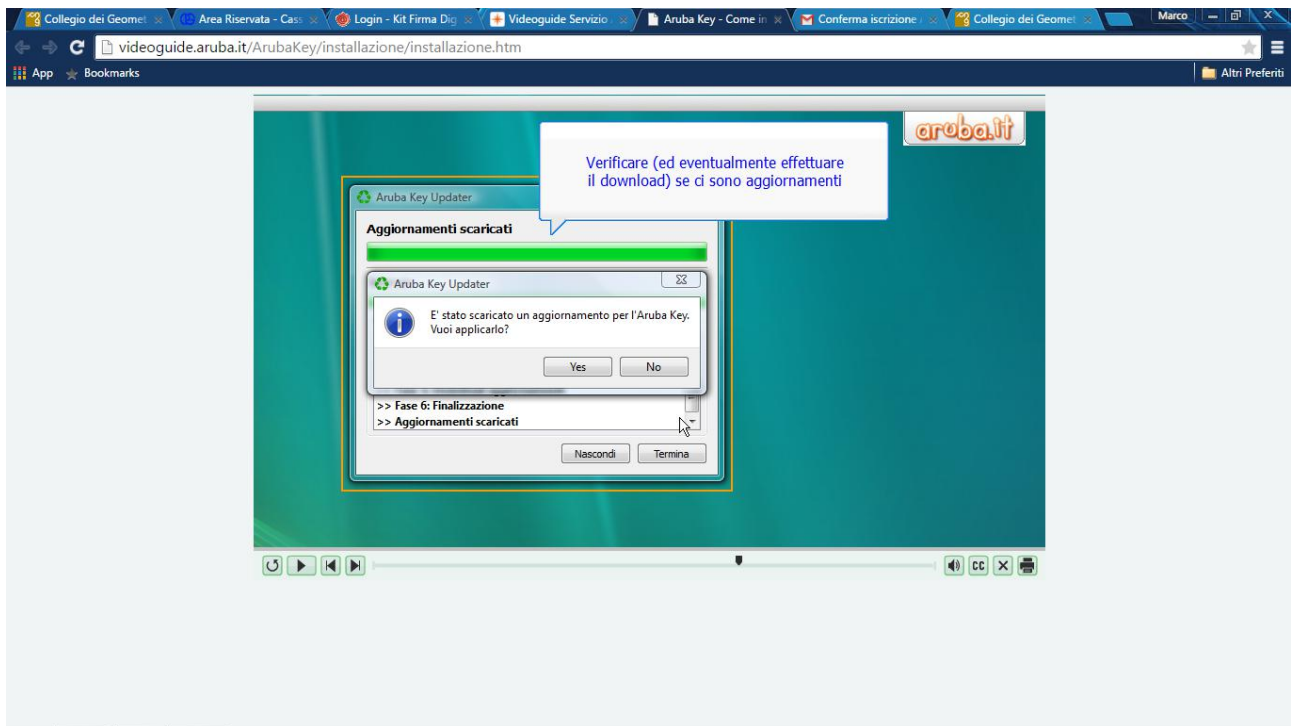 Collegio dei Geomet
Area Riservata - Cass
Login - Kit Firma Dig
Videoguide Servizio
Aruba Key - Come in
Conferma iscrizione
Collegio dei Geomet
Marco
videoguide.aruba.it/ArubaKey/installazione/installazione.htm
App
Bookmarks
Altri Preferiti
aruba.it
Verificare (ed eventualmente effettuare
il download) se ci sono aggiornamenti
Aruba Key Updater
Aggiornamenti scaricati
Aruba Key Updater
E' stato scaricato un aggiornamento per l'Aruba Key.
Vuoi applicarlo?
Yes
No
>> Fase 6: Finalizzazione
>> Aggiornamenti scaricati
Nascondi
Termina
CC